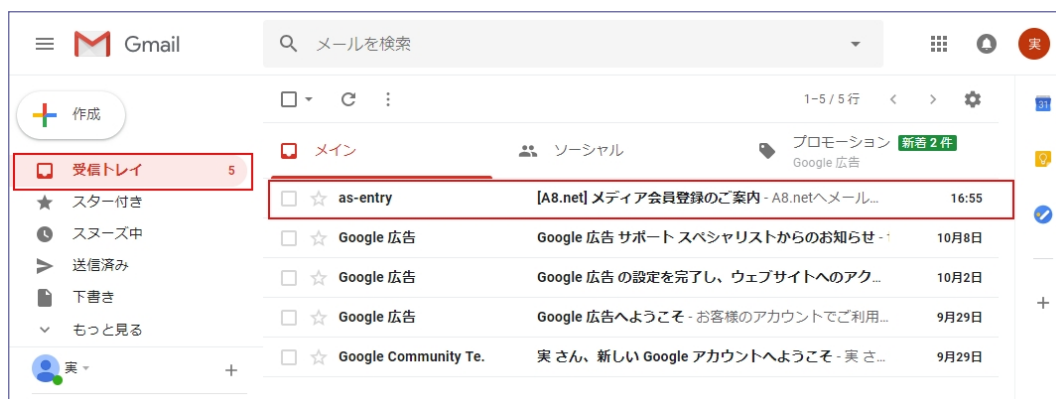 Gmail
メールを検索
実
作成
1–5 / 5 行
31
メイン
ソーシャル
プロモーション 新着 2 件
Google 広告
受信トレイ 5
スター付き
スヌーズ中
送信済み
下書き
もっと見る
実
as-entry [A8.net] メディア会員登録のご案内 - A8.netへメール... 16:55
Google 広告 Google 広告 サポート スペシャリストからのお知らせ - 10月8日
Google 広告 Google 広告 の設定を完了し、ウェブサイトへのアク... 10月2日
Google 広告 Google 広告へようこそ - お客様のアカウントでご利用... 9月29日
Google Community Te. 実 さん、新しい Google アカウントへようこそ - 実 さ... 9月29日